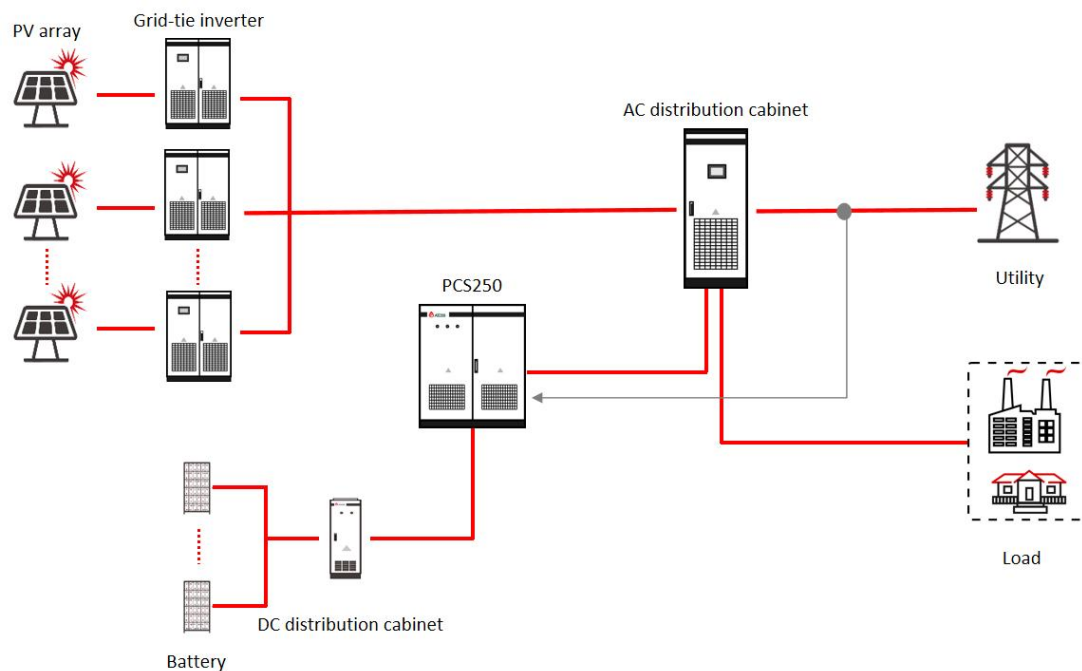 Grid-tie inverter
PV array
AC distribution cabinet
PCS250
Utility
Load
DC distribution cabinet
Battery